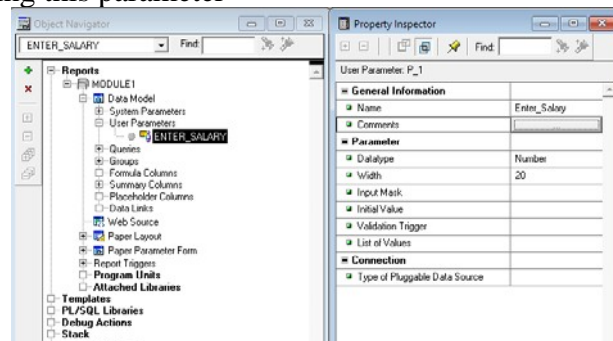 ing this parameter
Object Navigator
ENTER_SALARY
Find:
Reports
MODULE1
Data Model
System Parameters
User Parameters
ENTER_SALARY
Queries
Groups
Formula Columns
Summary Columns
Placeholder Columns
Data Links
Web Source
Paper Layout
Paper Parameter Form
Report Triggers
Program Units
Attached Libraries
Templates
PL/SQL Libraries
Debug Actions
Stack
Property Inspector
Find:
User Parameter: P_1
General Information
Name Enter_Salary
Comments
Parameter
Datatype Number
Width 20
Input Mask
Initial Value
Validation Trigger
List of Values
Connection
Type of Pluggable Data Source